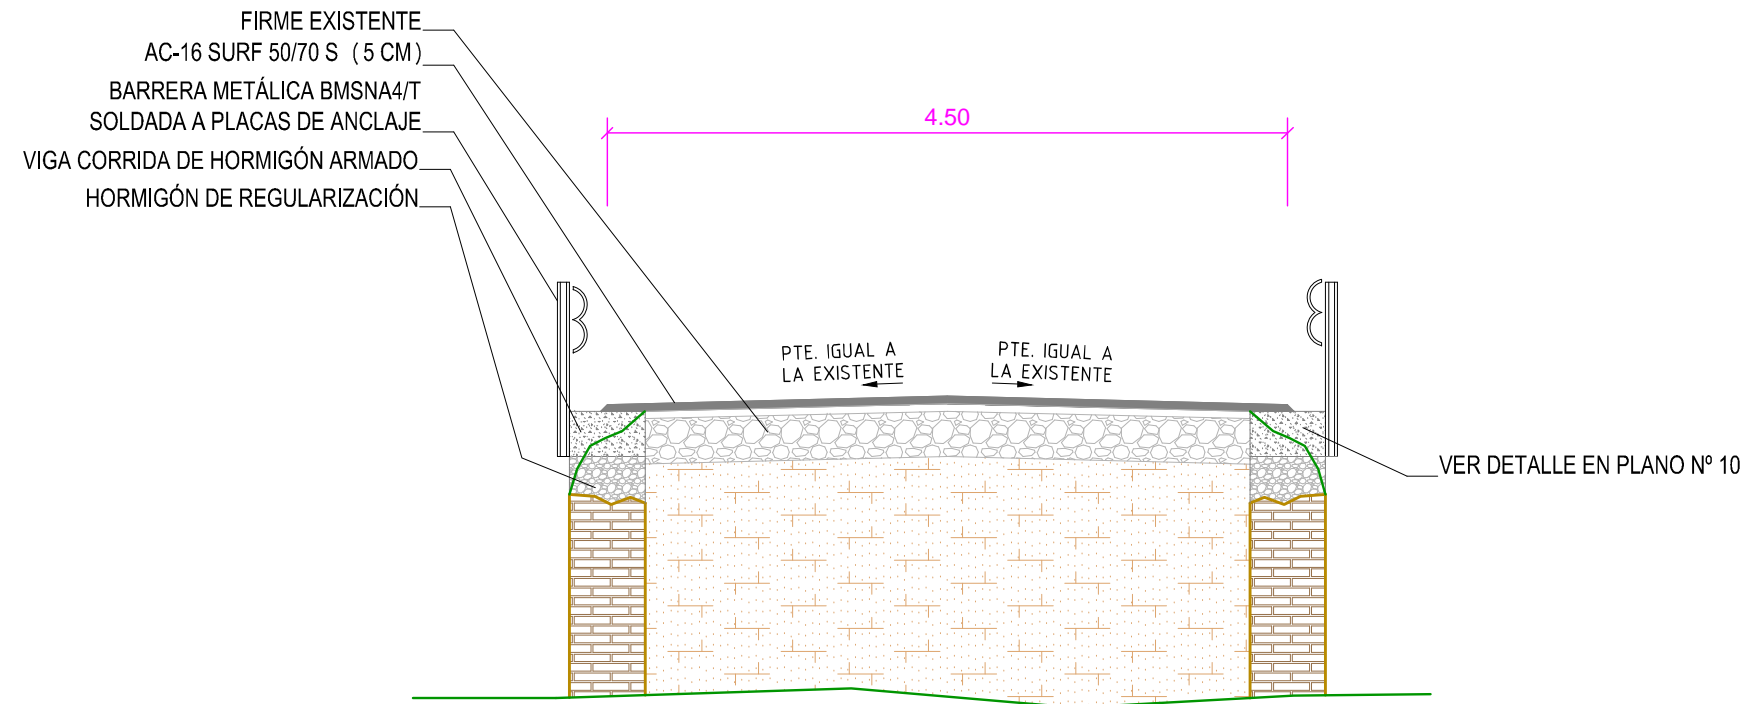 FIRME EXISTENTE
AC-16 SURF 50/70 S ( 5 CM )
BARRERA METÁLICA BMSNA4/T
SOLDADA A PLACAS DE ANCLAJE
VIGA CORRIDA DE HORMIGÓN ARMADO
HORMIGÓN DE REGULARIZACIÓN
4.50
PTE. IGUAL A
LA EXISTENTE
PTE. IGUAL A
LA EXISTENTE
VER DETALLE EN PLANO Nº 10